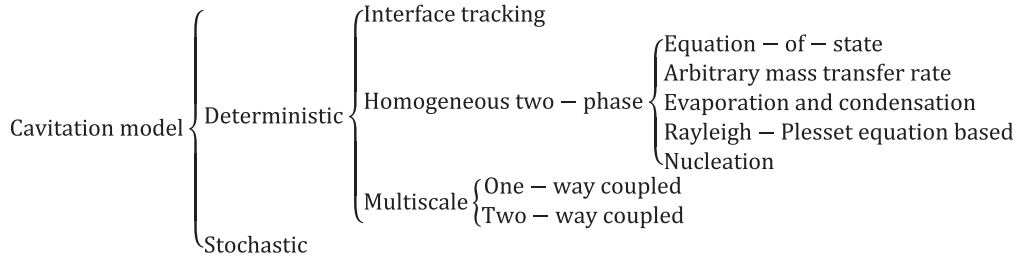 Cavitation model
Deterministic
Interface tracking
Homogeneous two − phase
Equation − of − state
Arbitrary mass transfer rate
Evaporation and condensation
Rayleigh − Plesset equation based
Nucleation
Multiscale
One − way coupled
Two − way coupled
Stochastic